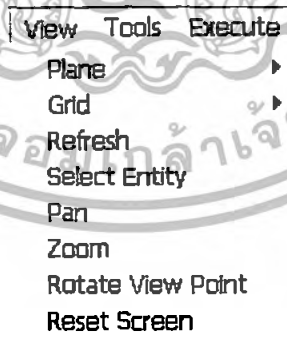 View Tools Execute
Plane
Grid
Refresh
Select Entity
Pan
Zoom
Rotate View Point
Reset Screen